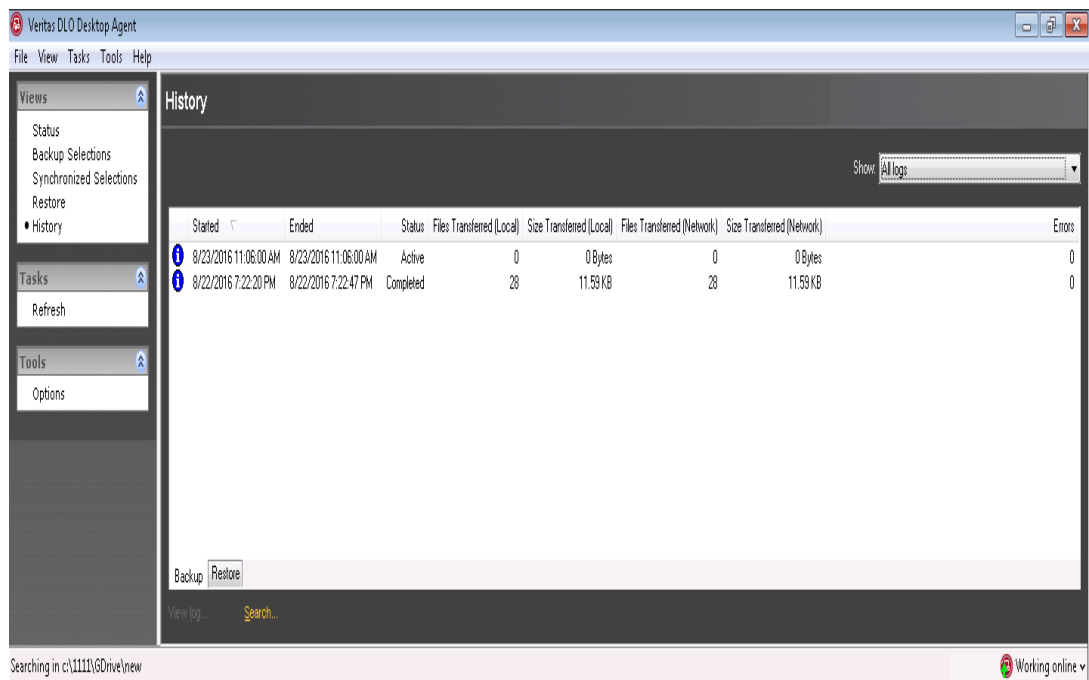 Veritas DLO Desktop Agent
File View Tasks Tools Help
Views
Status
Backup Selections
Synchronized Selections
Restore
History
Tasks
Refresh
Tools
Options
History
Show: All logs
Started Ended Status Files Transferred (Local) Size Transferred (Local) Files Transferred (Network) Size Transferred (Network) Errors
8/23/2016 11:06:00 AM 8/23/2016 11:06:00 AM Active 0 0 Bytes 0 0 Bytes 0
8/22/2016 7:22:20 PM 8/22/2016 7:22:47 PM Completed 28 11.59 KB 28 11.59 KB 0
Backup Restore
View log... Search...
Searching in c:\1111\GDrive\new Working online